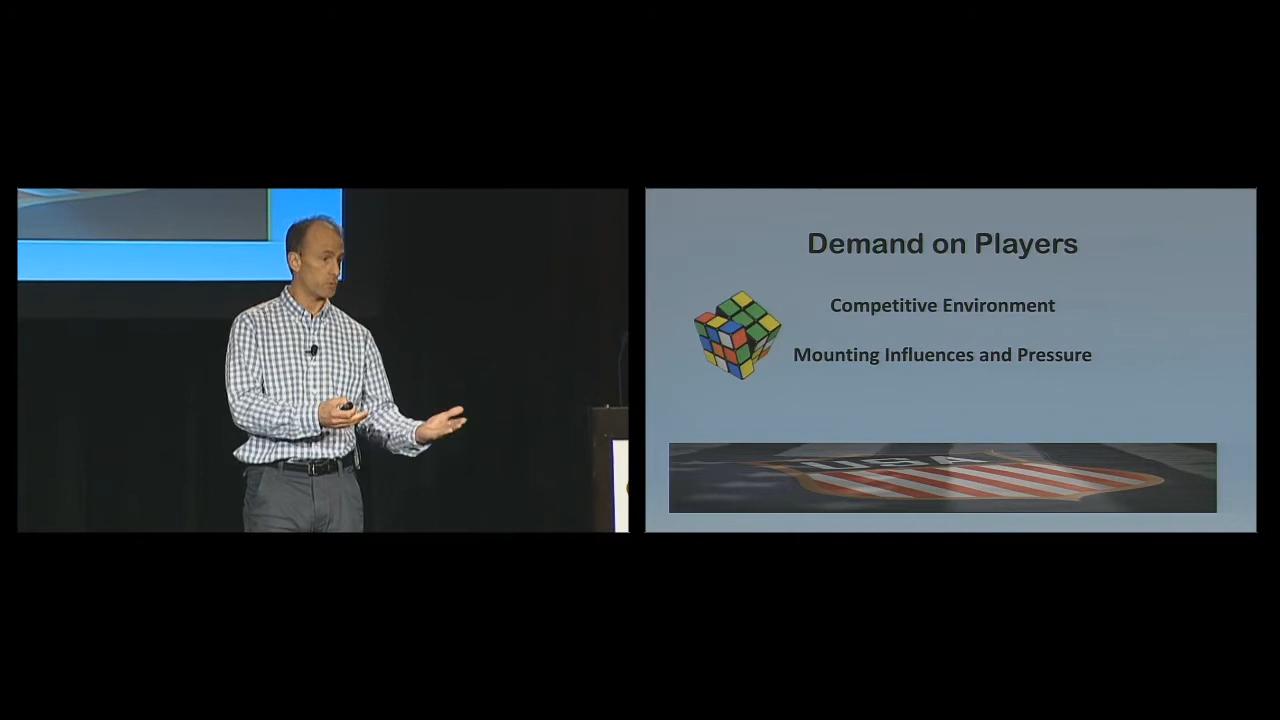 Demand on Players
Competitive Environment
Mounting Influences and Pressure
USA